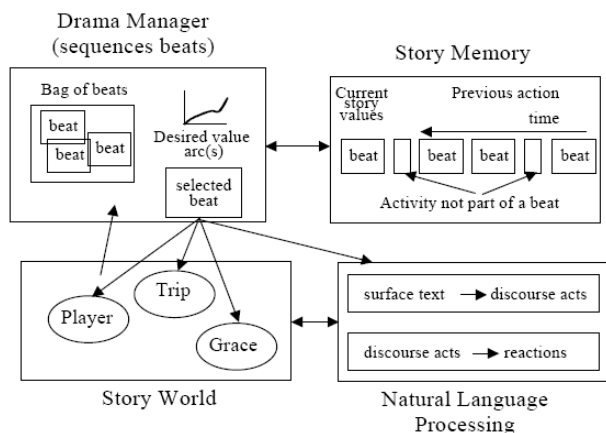 Drama Manager
(sequences beats)
Bag of beats
beat
beat
beat
Desired value
arc(s)
selected
beat
Story Memory
Current
story
values
Previous action
time
beat
beat
beat
beat
Activity not part of a beat
Player
Trip
Grace
Story World
surface text
discourse acts
discourse acts
reactions
Natural Language
Processing